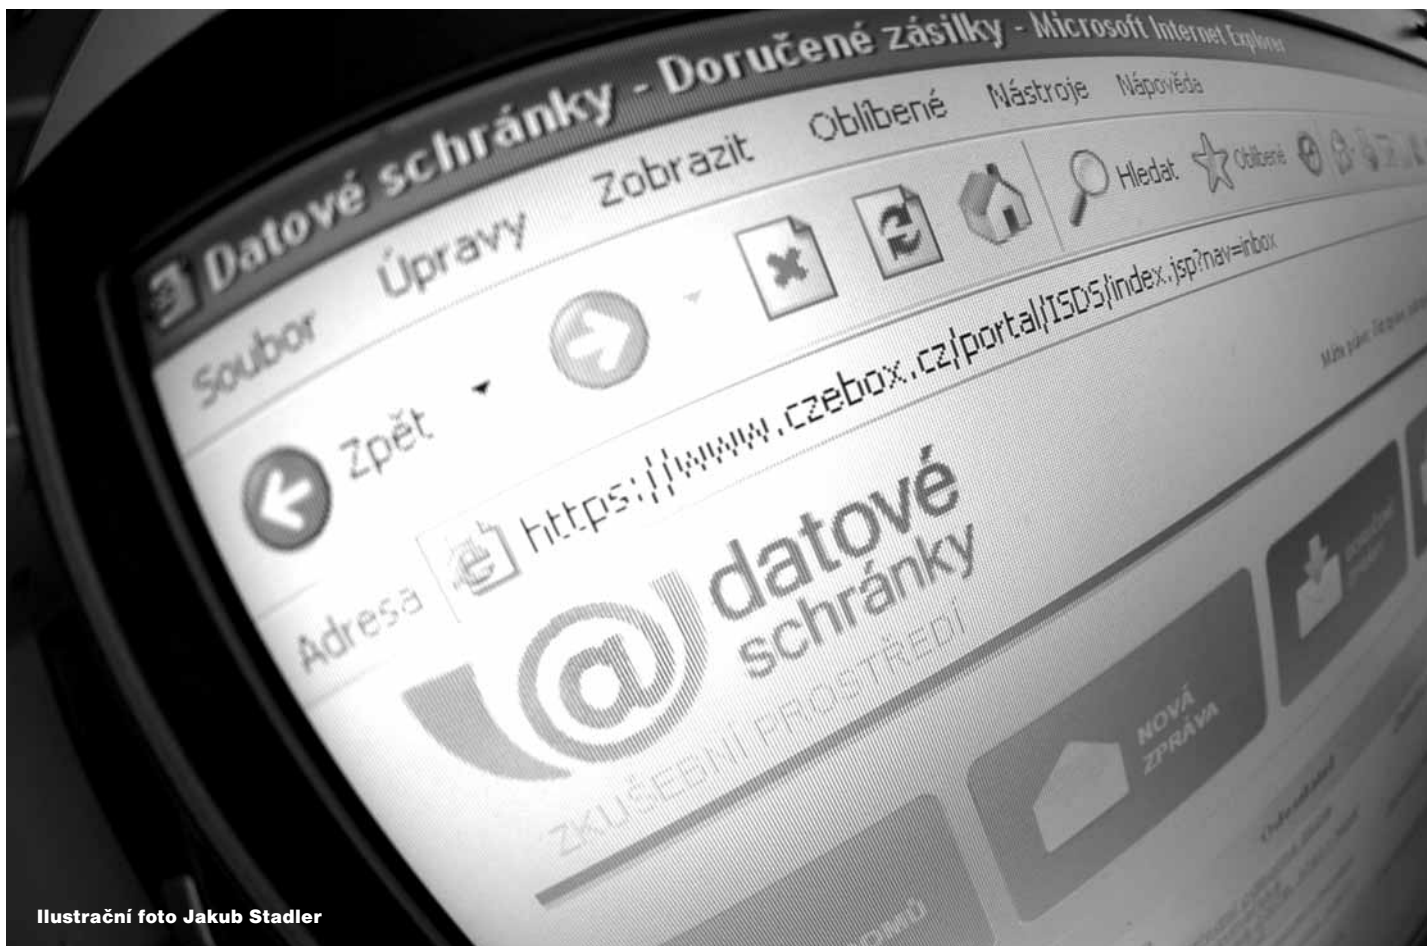 Datové schránky - Doručené zásilky - Microsoft Internet Explorer
Soubor Úpravy Zobrazit Oblíbené Nástroje Nápověda
Zpět Hledat Oblíbené
Adresa https://www.czebox.cz/portal/ISDS/index.jsp?nav=inbox
@ datové
schránky
ZKUŠEBNÍ PROSTŘEDÍ
NOVÁ
ZPRÁVA
Ilustrační foto Jakub Stadler